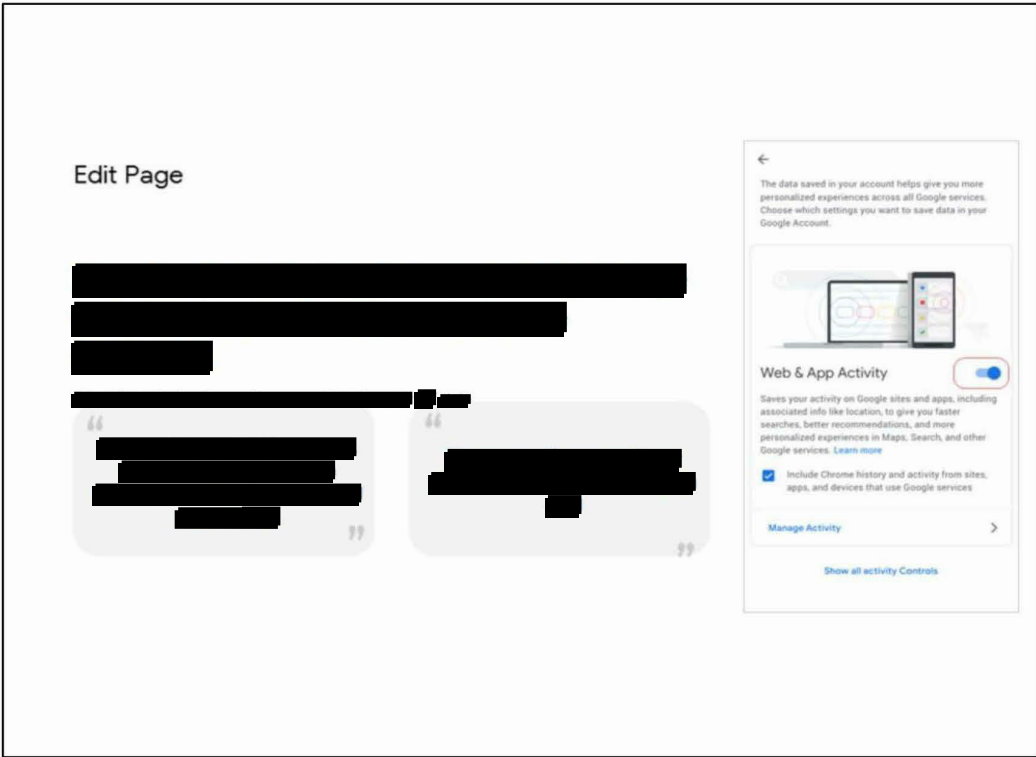 Edit Page
“
”
“
”
The data saved in your account helps give you more
personalized experiences across all Google services.
Choose which settings you want to save data in your
Google Account.
Web & App Activity
Saves your activity on Google sites and apps, including
associated info like location, to give you faster
searches, better recommendations, and more
personalized experiences in Maps, Search, and other
Google services. Learn more
Include Chrome history and activity from sites,
apps, and devices that use Google services
Manage Activity
Show all activity Controls